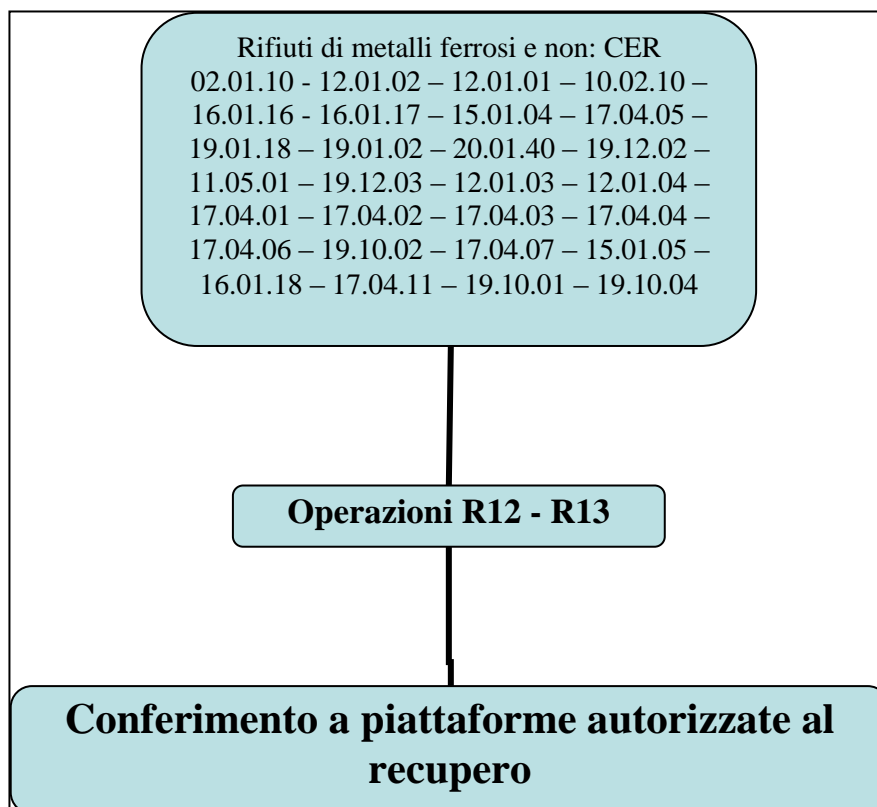 Rifiuti di metalli ferrosi e non: CER
02.01.10 - 12.01.02 – 12.01.01 – 10.02.10 –
16.01.16 - 16.01.17 – 15.01.04 – 17.04.05 –
19.01.18 – 19.01.02 – 20.01.40 – 19.12.02 –
11.05.01 – 19.12.03 – 12.01.03 – 12.01.04 –
17.04.01 – 17.04.02 – 17.04.03 – 17.04.04 –
17.04.06 – 19.10.02 – 17.04.07 – 15.01.05 –
16.01.18 – 17.04.11 – 19.10.01 – 19.10.04
Operazioni R12 - R13
Conferimento a piattaforme autorizzate al
recupero